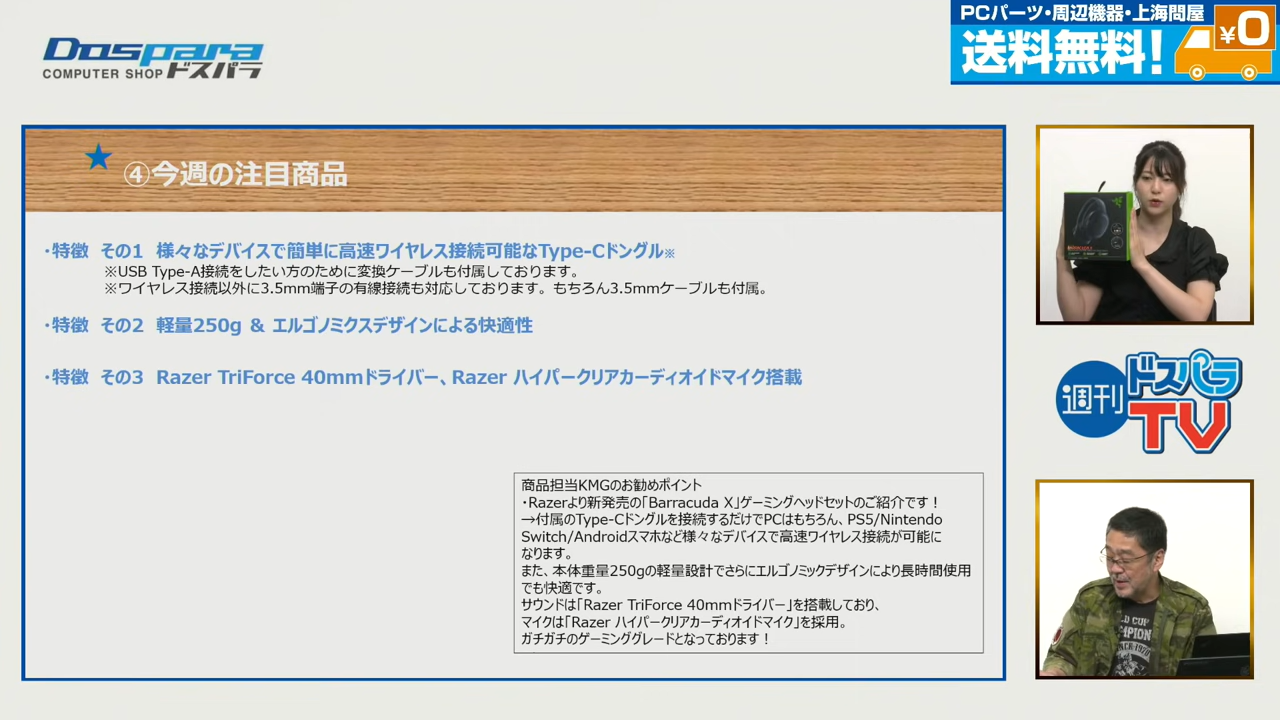 Dospara
COMPUTER SHOP ドスパラ
PCパーツ・周辺機器・上海問屋
送料無料!
¥0
④今週の注目商品
・特徴 その1 様々なデバイスで簡単に高速ワイヤレス接続可能なType-Cドングル※
※USB Type-A接続をしたい方のために変換ケーブルも付属しております。
※ワイヤレス接続以外に3.5mm端子の有線接続も対応しております。もちろん3.5mmケーブルも付属。
・特徴 その2 軽量250g & エルゴノミクスデザインによる快適性
・特徴 その3 Razer TriForce 40mmドライバー、Razer ハイパークリアカーディオイドマイク搭載
商品担当KMGのお勧めポイント
・Razerより新発売の「Barracuda X」ゲーミングヘッドセットのご紹介です！
→付属のType-Cドングルを接続するだけでPCはもちろん、PS5/Nintendo
Switch/Androidスマホなど様々なデバイスで高速ワイヤレス接続が可能に
なります。
また、本体重量250gの軽量設計でさらにエルゴノミックデザインにより長時間使用
でも快適です。
サウンドは「Razer TriForce 40mmドライバー」を搭載しており、
マイクは「Razer ハイパークリアカーディオイドマイク」を採用。
ガチガチのゲーミンググレードとなっております！
週刊
ドスパラ
TV